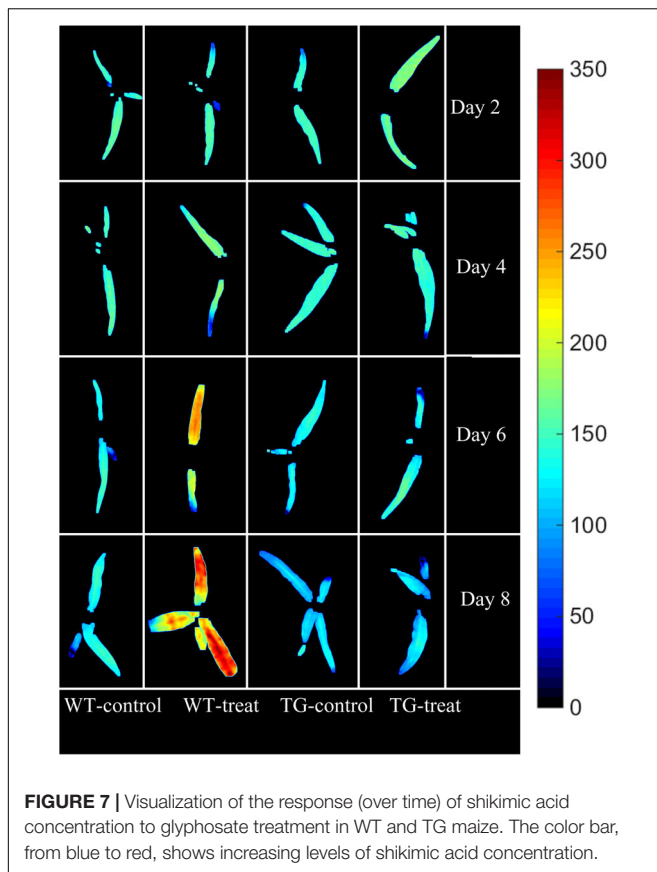 Day 2
Day 4
Day 6
Day 8
WT-control WT-treat TG-control TG-treat
350
300
250
200
150
100
50
0
FIGURE 7 | Visualization of the response (over time) of shikimic acid
concentration to glyphosate treatment in WT and TG maize. The color bar,
from blue to red, shows increasing levels of shikimic acid concentration.